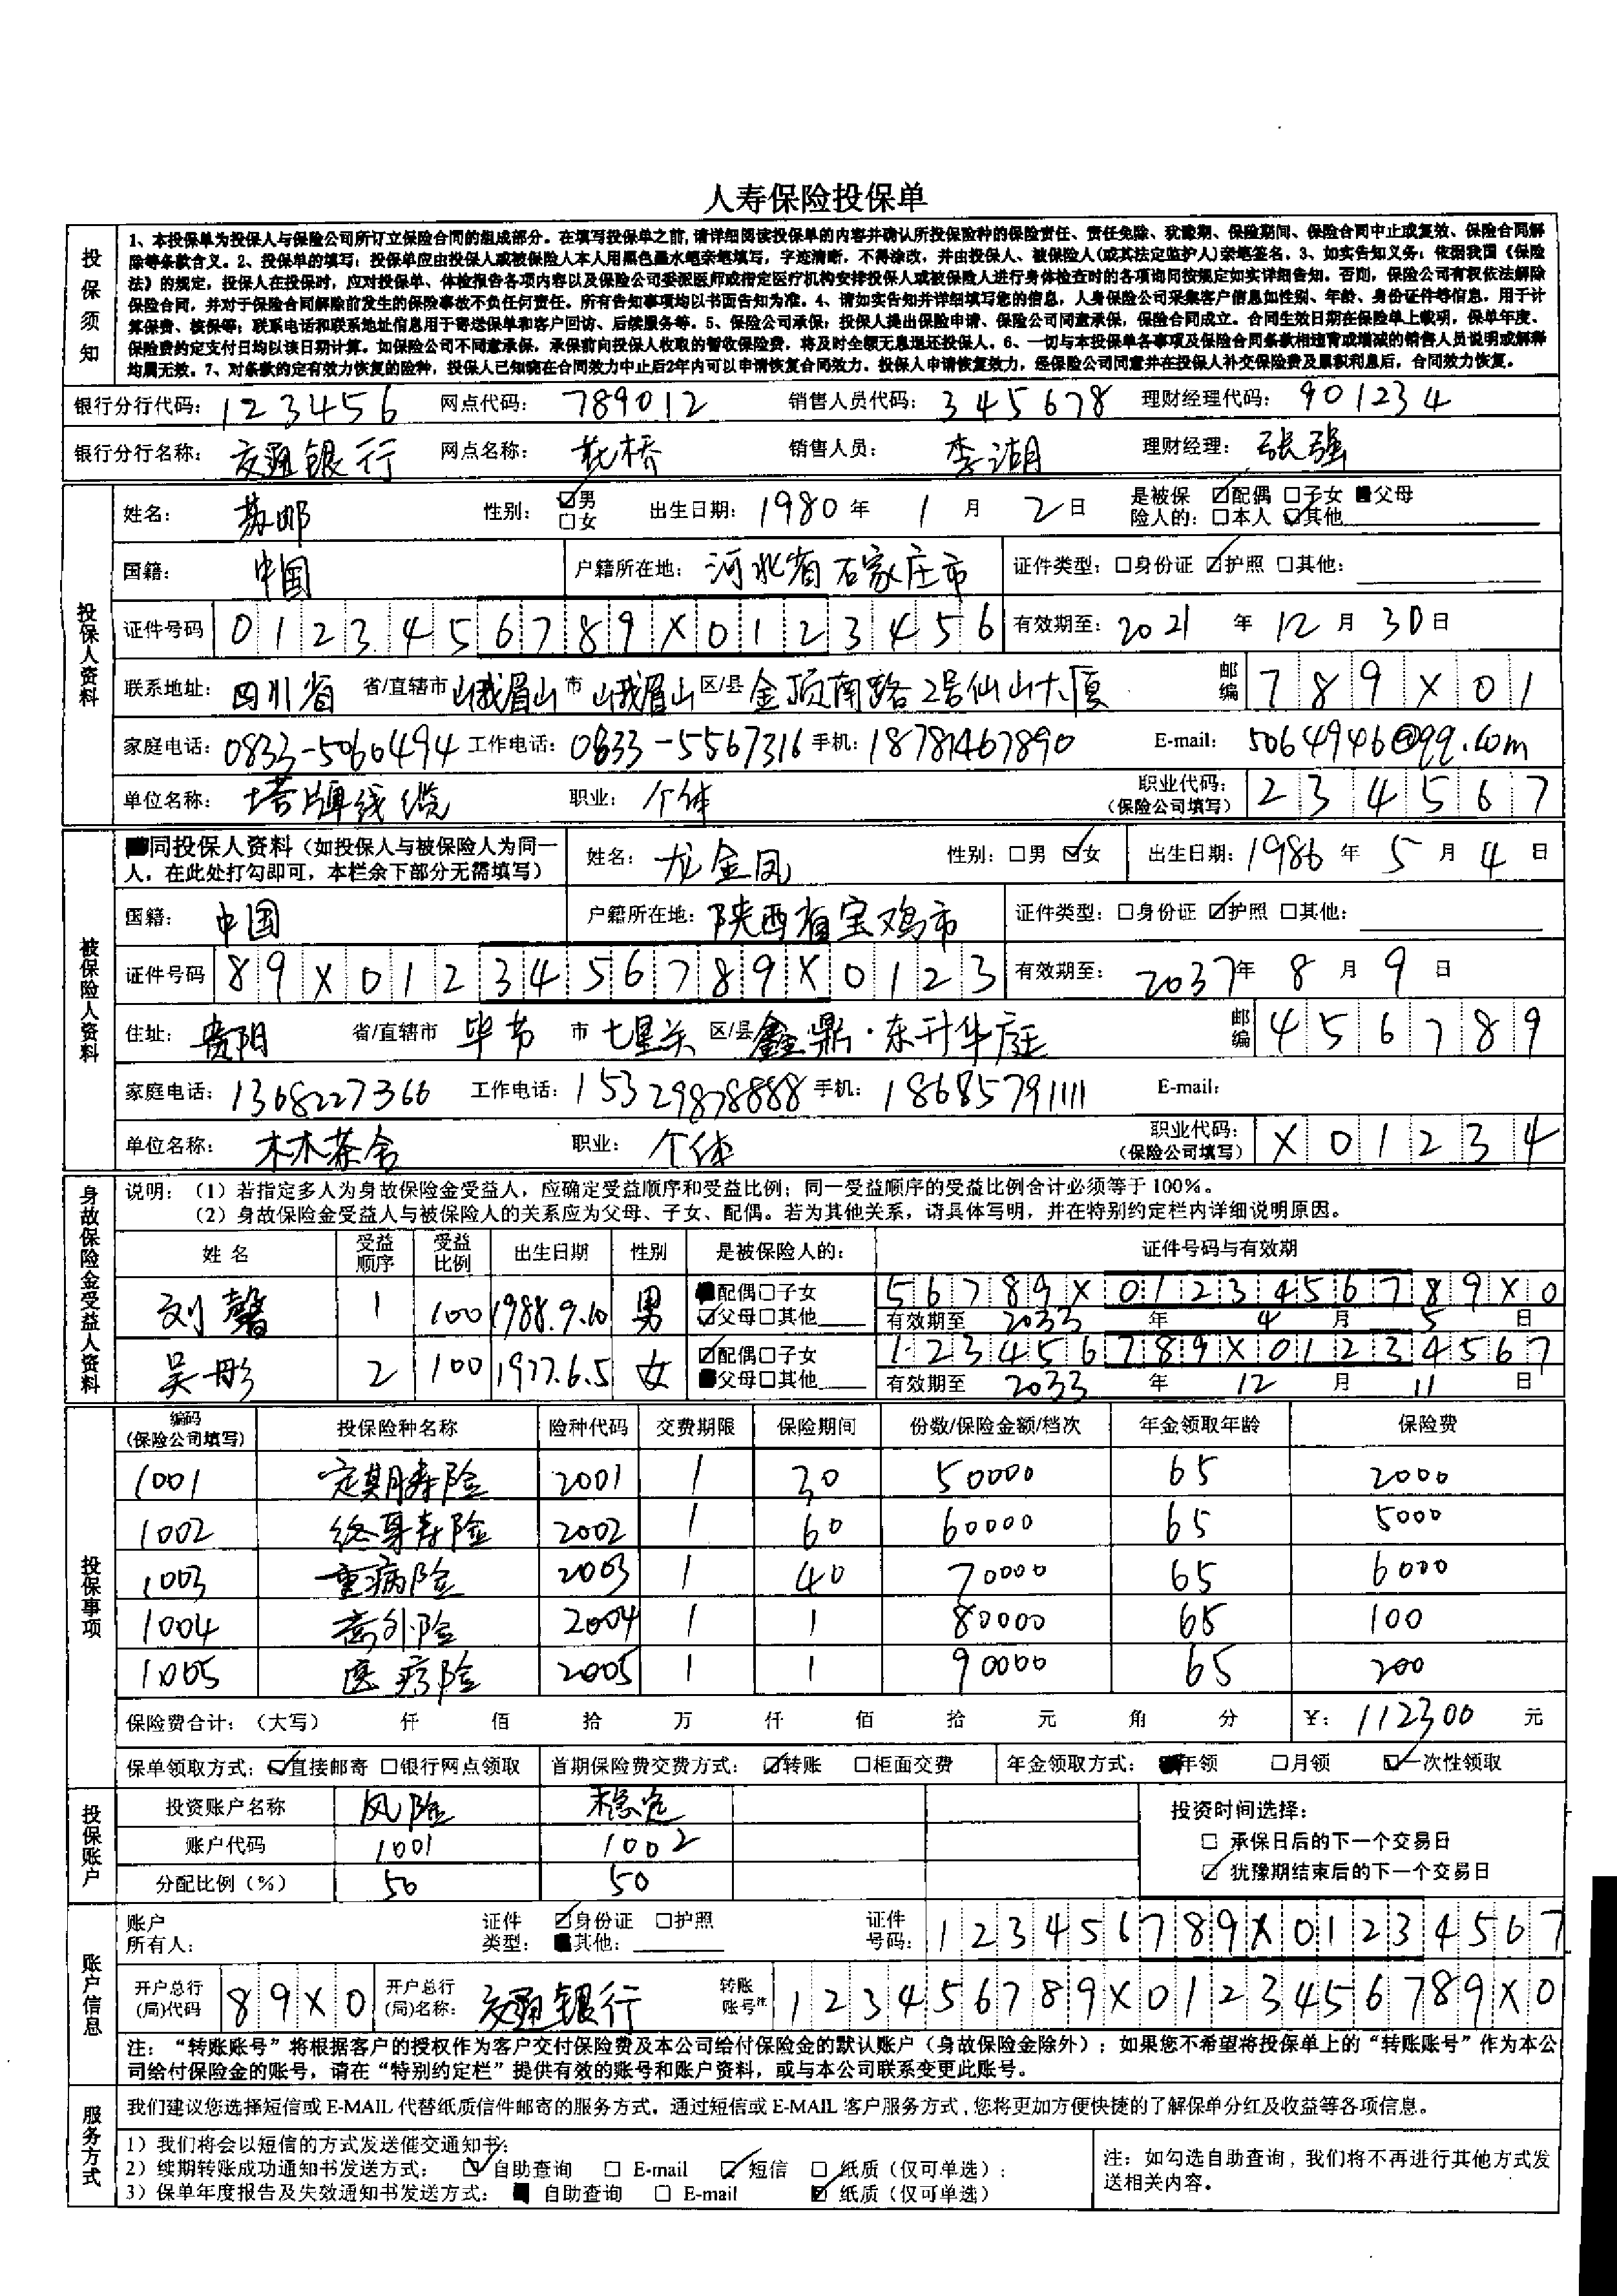 人寿保险投保单
投保须知
1、本投保单为投保人与保险公司所订立保险合同的组成部分。在填写投保单之前,请详细阅读投保单的内容并确认所投保险种的保险责任、责任免除、犹豫期、保险期间、保险合同中止或复效、保险合同解
除等条款含义。2、投保单的填写：投保单应由投保人或被保险人本人用黑色墨水笔亲笔填写，字迹清晰，不得涂改，并由投保人、被保险人(或其法定监护人)亲笔签名。3、如实告知义务：依据我国《保险
法》的规定，投保人在投保时，应对投保单、体检报告各项内容以及保险公司委派医师或指定医疗机构安排投保人或被保险人进行身体检查时的各项询问按规定如实详细告知。否则，保险公司有权依法解除
保险合同，并对于保险合同解除前发生的保险事故不负任何责任。所有告知事项均以书面告知为准。4、请如实告知并详细填写您的信息，人身保险公司采集客户信息如性别、年龄、身份证件等信息，用于计
算保费、核保等；联系电话和联系地址信息用于寄送保单和客户回访、后续服务等。5、保险公司承保：投保人提出保险申请、保险公司同意承保，保险合同成立。合同生效日期在保险单上载明，保单年度、
保险费约定支付日均以该日期计算。如保险公司不同意承保，承保前向投保人收取的暂收保险费，将及时全额无息退还投保人。6、一切与本投保单各事项及保险合同条款相违背或增减的销售人员说明或解释
均属无效。7、对条款约定有效力恢复的险种，投保人已知晓在合同效力中止后2年内可以申请恢复合同效力。投保人申请恢复效力，经保险公司同意并在投保人补交保险费及累积利息后，合同效力恢复。
银行分行代码：123456 网点代码：789012 销售人员代码：345678 理财经理代码：901234
银行分行名称：交通银行 网点名称：花桥 销售人员：李湖 理财经理：张强
投保人资料
姓名：苏邮 性别：☑男 □女 出生日期：1980 年 1 月 2 日 是被保险人的：☑配偶 □子女 ■父母 □本人 ☑其他
国籍：中国 户籍所在地：河北省石家庄市 证件类型：□身份证 ☑护照 □其他：
证件号码 0123456789X0123456 有效期至：2021 年 12 月 30 日
联系地址：四川省 省/直辖市 峨眉山 市 峨眉山 区/县 金顶南路2号仙山大厦 邮编 789X01
家庭电话：0833-5060494 工作电话：0833-5567316 手机：18781467890 E-mail：5064946@qq.com
单位名称：塔牌线缆 职业：个体 职业代码：（保险公司填写）234567
被保险人资料
■同投保人资料（如投保人与被保险人为同一人，在此处打勾即可，本栏余下部分无需填写） 姓名：龙金凤 性别：□男 ☑女 出生日期：1986 年 5 月 4 日
国籍：中国 户籍所在地：陕西省宝鸡市 证件类型：□身份证 ☑护照 □其他：
证件号码 89X0123456789X0123 有效期至：2037 年 8 月 9 日
住址：贵阳 省/直辖市 毕节 市 七星关 区/县 鑫鼎·东升华庭 邮编 456789
家庭电话：1368227366 工作电话：15329878888 手机：18685791111 E-mail：
单位名称：木木茶舍 职业：个体 职业代码：（保险公司填写）X01234
身故保险金受益人资料
说明：（1）若指定多人为身故保险金受益人，应确定受益顺序和受益比例；同一受益顺序的受益比例合计必须等于100%。
（2）身故保险金受益人与被保险人的关系应为父母、子女、配偶。若为其他关系，请具体写明，并在特别约定栏内详细说明原因。
姓 名 受益顺序 受益比例 出生日期 性别 是被保险人的： 证件号码与有效期
刘馨 1 100 1988.9.10 男 ■配偶□子女 ☑父母□其他 56789X0123456789X0
有效期至 2033 年 4 月 5 日
吴彤 2 100 1977.6.5 女 ☑配偶□子女 ■父母□其他 123456789X01234567
有效期至 2033 年 12 月 11 日
投保事项
编码（保险公司填写） 投保险种名称 险种代码 交费期限 保险期间 份数/保险金额/档次 年金领取年龄 保险费
1001 定期寿险 2001 1 30 50000 65 2000
1002 终身寿险 2002 1 60 60000 65 5000
1003 重病险 2003 1 40 70000 65 6000
1004 意外险 2004 1 1 80000 65 100
1005 医疗险 2005 1 1 90000 65 200
保险费合计：（大写） 仟 佰 拾 万 仟 佰 拾 元 角 分 ￥：112300 元
保单领取方式：☑直接邮寄 □银行网点领取 首期保险费交费方式：☑转账 □柜面交费 年金领取方式：■年领 □月领 ☑一次性领取
投保账户
投资账户名称 风险 稳定 投资时间选择：
账户代码 1001 1002 □ 承保日后的下一个交易日
分配比例（%） 50 50 ☑ 犹豫期结束后的下一个交易日
账户信息
账户所有人： 证件类型：☑身份证 □护照 ■其他： 证件号码：123456789X01234567
开户总行(局)代码 89X0 开户总行(局)名称：交通银行 转账账号注 123456789X0123456789X0
注：“转账账号”将根据客户的授权作为客户交付保险费及本公司给付保险金的默认账户（身故保险金除外）；如果您不希望将投保单上的“转账账号”作为本公
司给付保险金的账号，请在“特别约定栏”提供有效的账号和账户资料，或与本公司联系变更此账号。
服务方式
我们建议您选择短信或 E-MAIL 代替纸质信件邮寄的服务方式。通过短信或 E-MAIL 客户服务方式，您将更加方便快捷的了解保单分红及收益等各项信息。
1）我们将会以短信的方式发送催交通知书；
2）续期转账成功通知书发送方式：☑ 自助查询 □ E-mail ☑ 短信 □ 纸质（仅可单选）；
3）保单年度报告及失效通知书发送方式：■ 自助查询 □ E-mail ☑ 纸质（仅可单选）
注：如勾选自助查询，我们将不再进行其他方式发
送相关内容。